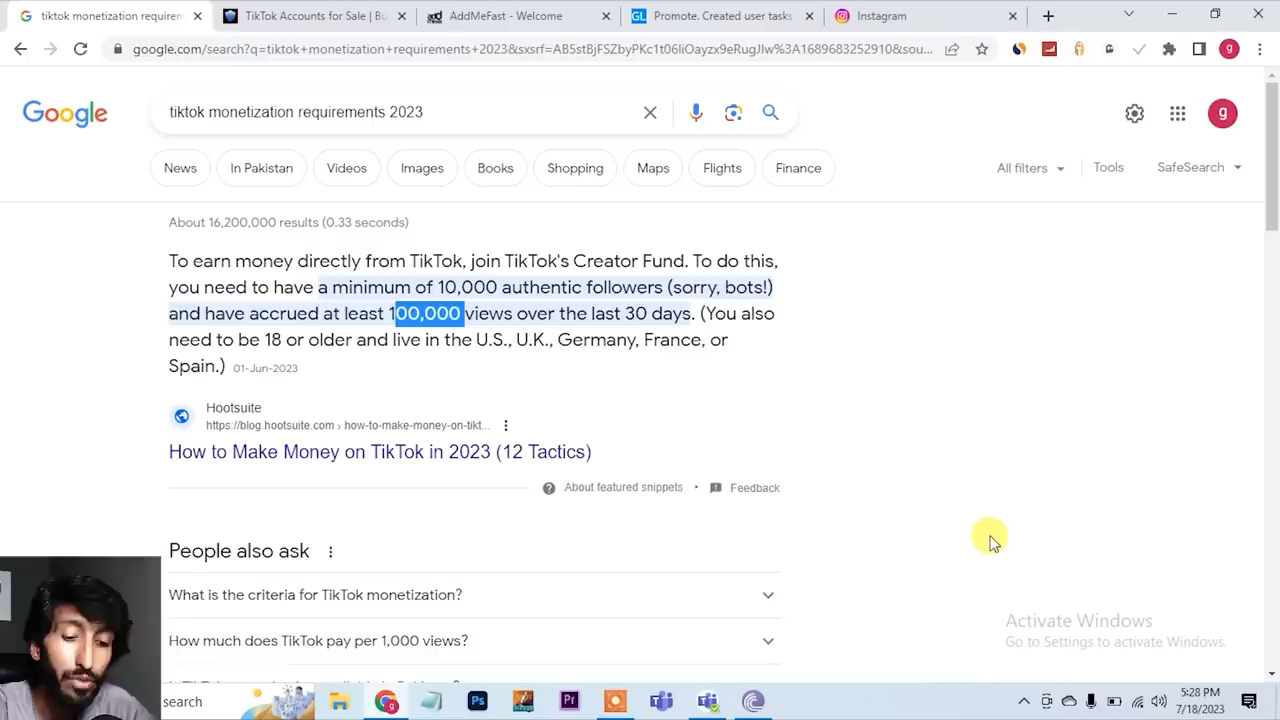 tiktok monetization requiremen
TikTok Accounts for Sale | Bu
AddMeFast - Welcome
GL
Promote. Created user tasks
Instagram
google.com/search?q=tiktok+monetization+requirements+2023&sxsrf=AB5stBjFSZbyPKc1t06liOayzx9eRugJlw%3A1689683252910&sou...
g
Google
tiktok monetization requirements 2023
g
News
In Pakistan
Videos
Images
Books
Shopping
Maps
Flights
Finance
All filters
Tools
SafeSearch
About 16,200,000 results (0.33 seconds)
To earn money directly from TikTok, join TikTok's Creator Fund. To do this,
you need to have a minimum of 10,000 authentic followers (sorry, bots!)
and have accrued at least 100,000 views over the last 30 days. (You also
need to be 18 or older and live in the U.S., U.K., Germany, France, or
Spain.) 01-Jun-2023
Hootsuite
https://blog.hootsuite.com › how-to-make-money-on-tikt...
How to Make Money on TikTok in 2023 (12 Tactics)
About featured snippets • Feedback
People also ask
What is the criteria for TikTok monetization?
How much does TikTok pay per 1,000 views?
Activate Windows
Go to Settings to activate Windows.
search
Ps
Pr
5:28 PM
7/18/2023